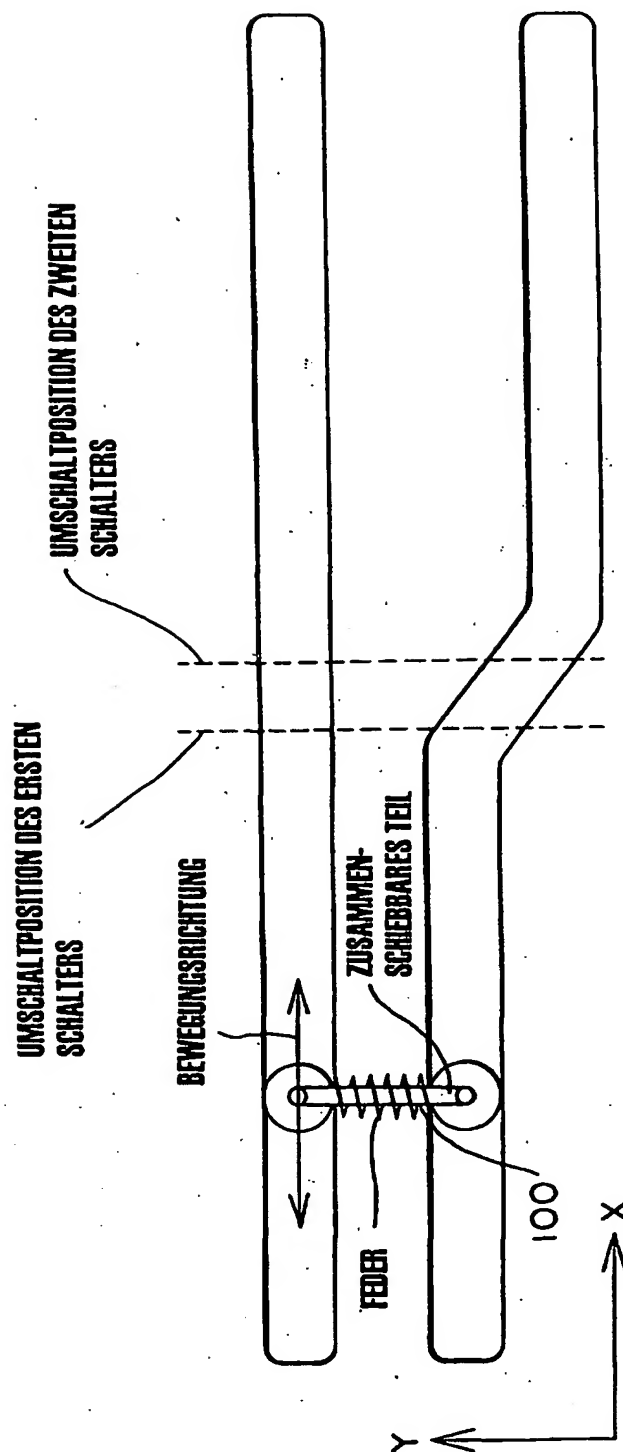 UMSCHALTPOSITION DES ERSTEN
SCHALTERS
UMSCHALTPOSITION DES ZWEITEN
SCHALTERS
BEWEGUNGSRICHTUNG
ZUSAMMEN-
SCHIEBBARES TEIL
FEDER
100
Y
X